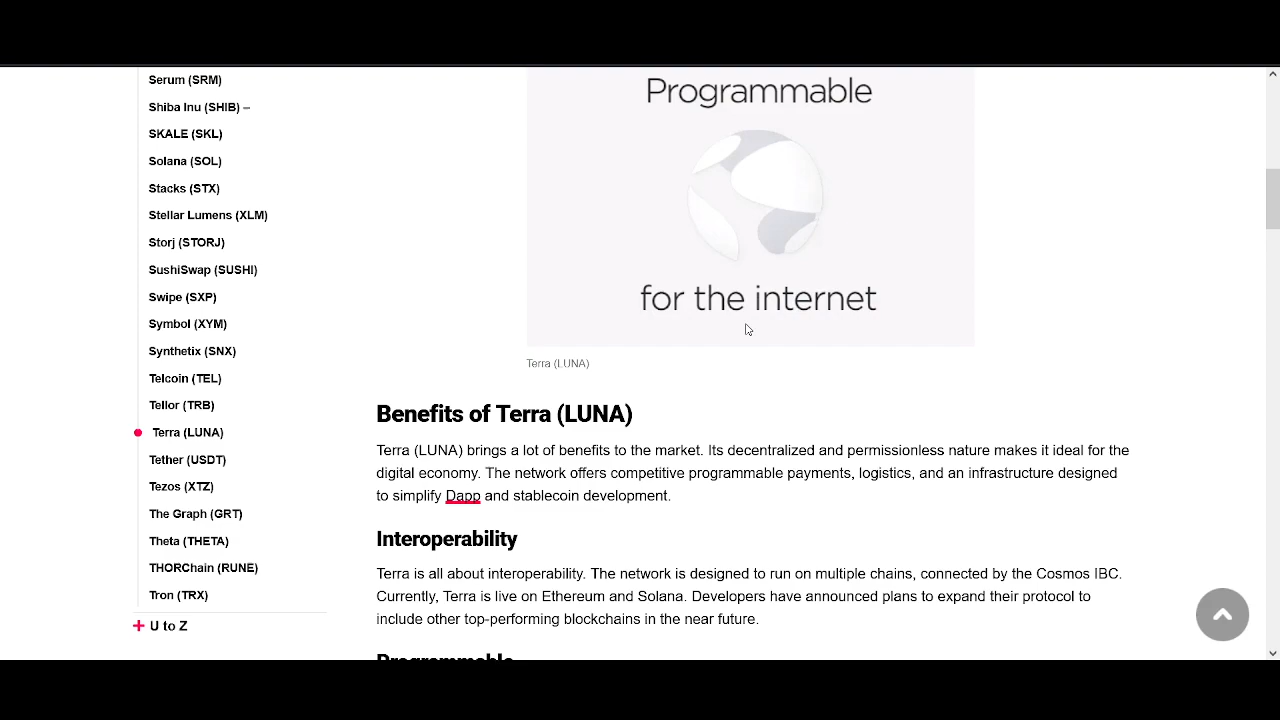 Serum (SRM)
Shiba Inu (SHIB) –
SKALE (SKL)
Solana (SOL)
Stacks (STX)
Stellar Lumens (XLM)
Storj (STORJ)
SushiSwap (SUSHI)
Swipe (SXP)
Symbol (XYM)
Synthetix (SNX)
Telcoin (TEL)
Tellor (TRB)
Terra (LUNA)
Tether (USDT)
Tezos (XTZ)
The Graph (GRT)
Theta (THETA)
THORChain (RUNE)
Tron (TRX)
U to Z
Programmable
for the internet
Terra (LUNA)
Benefits of Terra (LUNA)
Terra (LUNA) brings a lot of benefits to the market. Its decentralized and permissionless nature makes it ideal for the
digital economy. The network offers competitive programmable payments, logistics, and an infrastructure designed
to simplify Dapp and stablecoin development.
Interoperability
Terra is all about interoperability. The network is designed to run on multiple chains, connected by the Cosmos IBC.
Currently, Terra is live on Ethereum and Solana. Developers have announced plans to expand their protocol to
include other top-performing blockchains in the near future.
Programmable